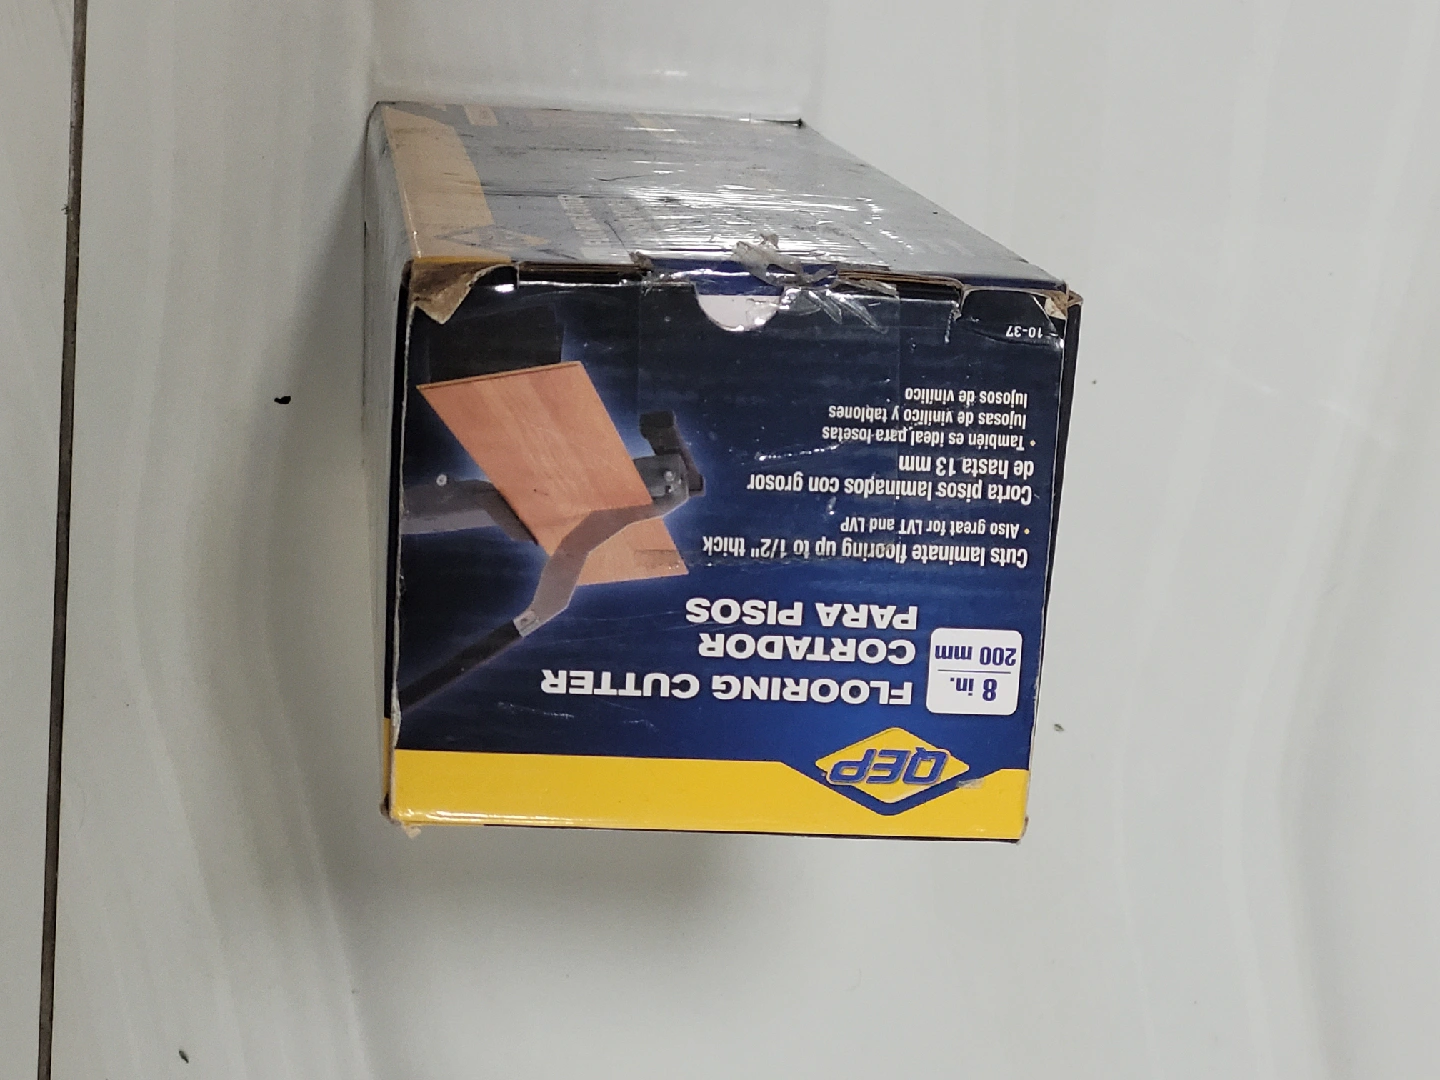 QEP
8 in.
200 mm
FLOORING CUTTER
CORTADOR
PARA PISOS
Cuts laminate flooring up to 1/2" thick
• Also great for LVT and LVP
Corta pisos laminados con grosor
de hasta 13 mm
• También es ideal para losetas
lujosas de vinílico y tablones
lujosos de vinílico
10-37